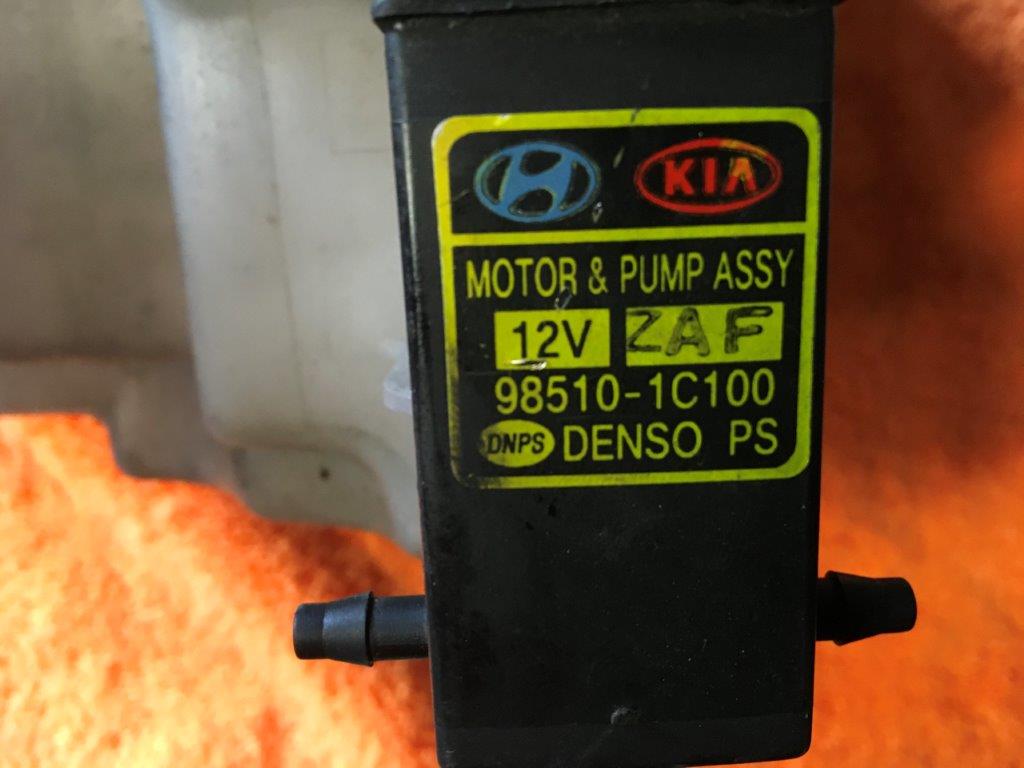 KIA
MOTOR & PUMP ASSY
12V ZAF
98510-1C100
DNPS DENSO PS